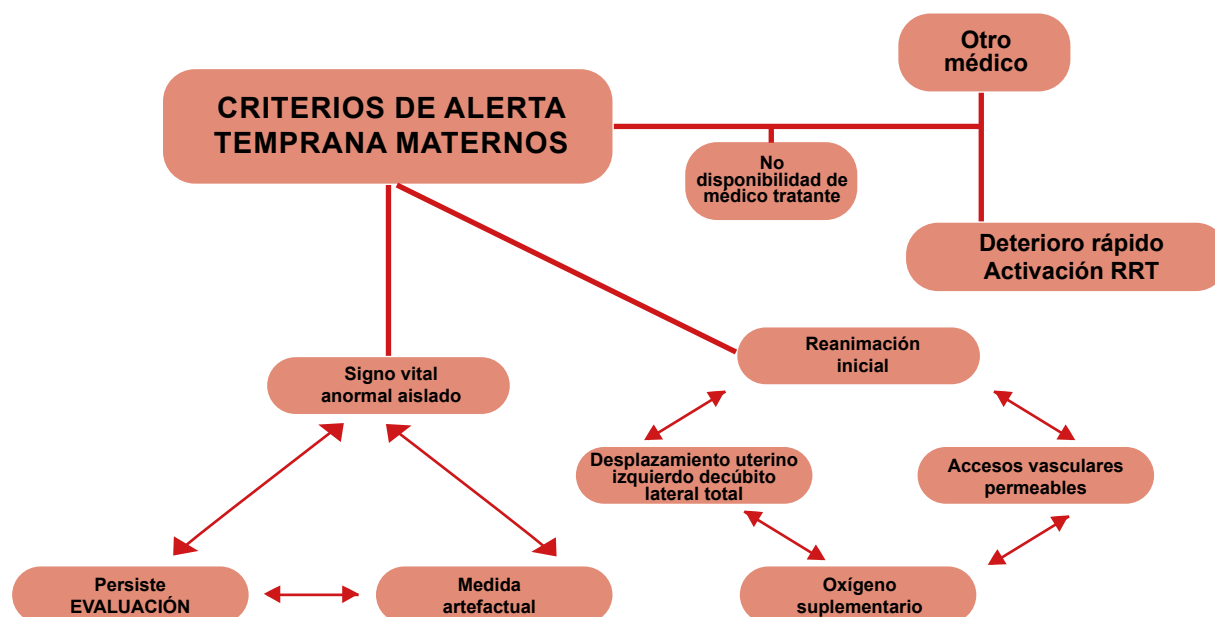 Otro
médico
CRITERIOS DE ALERTA
TEMPRANA MATERNOS
No
disponibilidad de
médico tratante
Deterioro rápido
Activación RRT
Reanimación
inicial
Signo vital
anormal aislado
Desplazamiento uterino
izquierdo decúbito
lateral total
Accesos vasculares
permeables
Persiste
EVALUACIÓN
Medida
artefactual
Oxígeno
suplementario